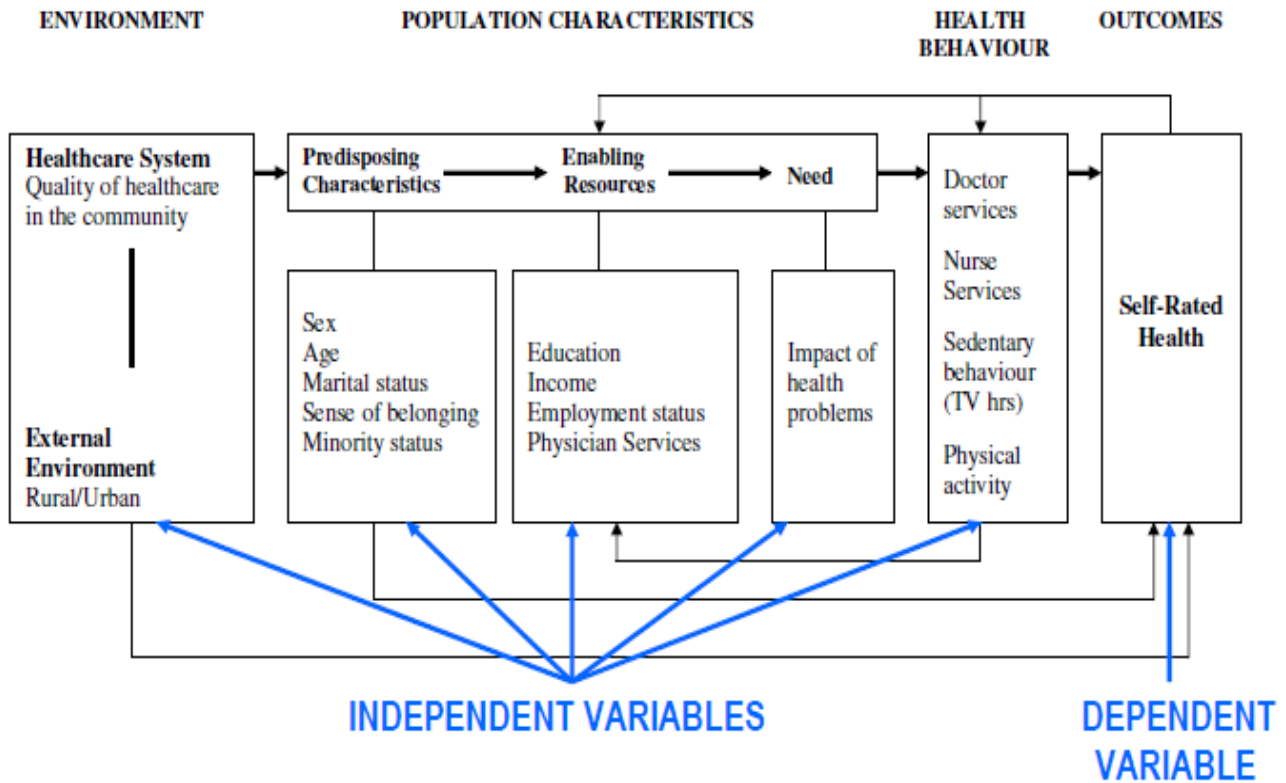 ENVIRONMENT
POPULATION CHARACTERISTICS
HEALTH
BEHAVIOUR
OUTCOMES
Healthcare System
Quality of healthcare
in the community
External
Environment
Rural/Urban
Predisposing
Characteristics
Enabling
Resources
Need
Sex
Age
Marital status
Sense of belonging
Minority status
Education
Income
Employment status
Physician Services
Impact of
health
problems
Doctor
services
Nurse
Services
Sedentary
behaviour
(TV hrs)
Physical
activity
Self-Rated
Health
INDEPENDENT VARIABLES
DEPENDENT
VARIABLE